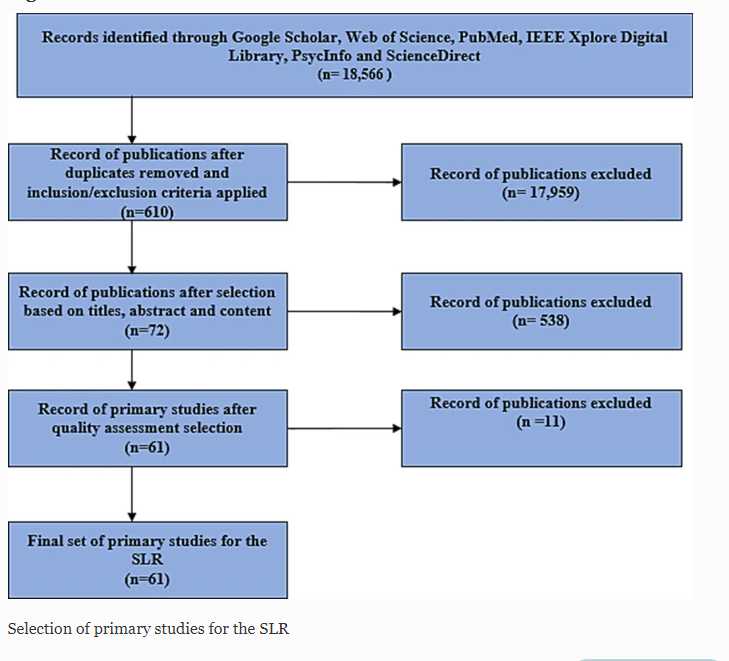 Records identified through Google Scholar, Web of Science, PubMed, IEEE Xplore Digital
Library, PsycInfo and ScienceDirect
(n= 18,566 )
Record of publications after
duplicates removed and
inclusion/exclusion criteria applied
(n=610)
Record of publications excluded
(n= 17,959)
Record of publications after selection
based on titles, abstract and content
(n=72)
Record of publications excluded
(n= 538)
Record of primary studies after
quality assessment selection
(n=61)
Record of publications excluded
(n =11)
Final set of primary studies for the
SLR
(n=61)
Selection of primary studies for the SLR